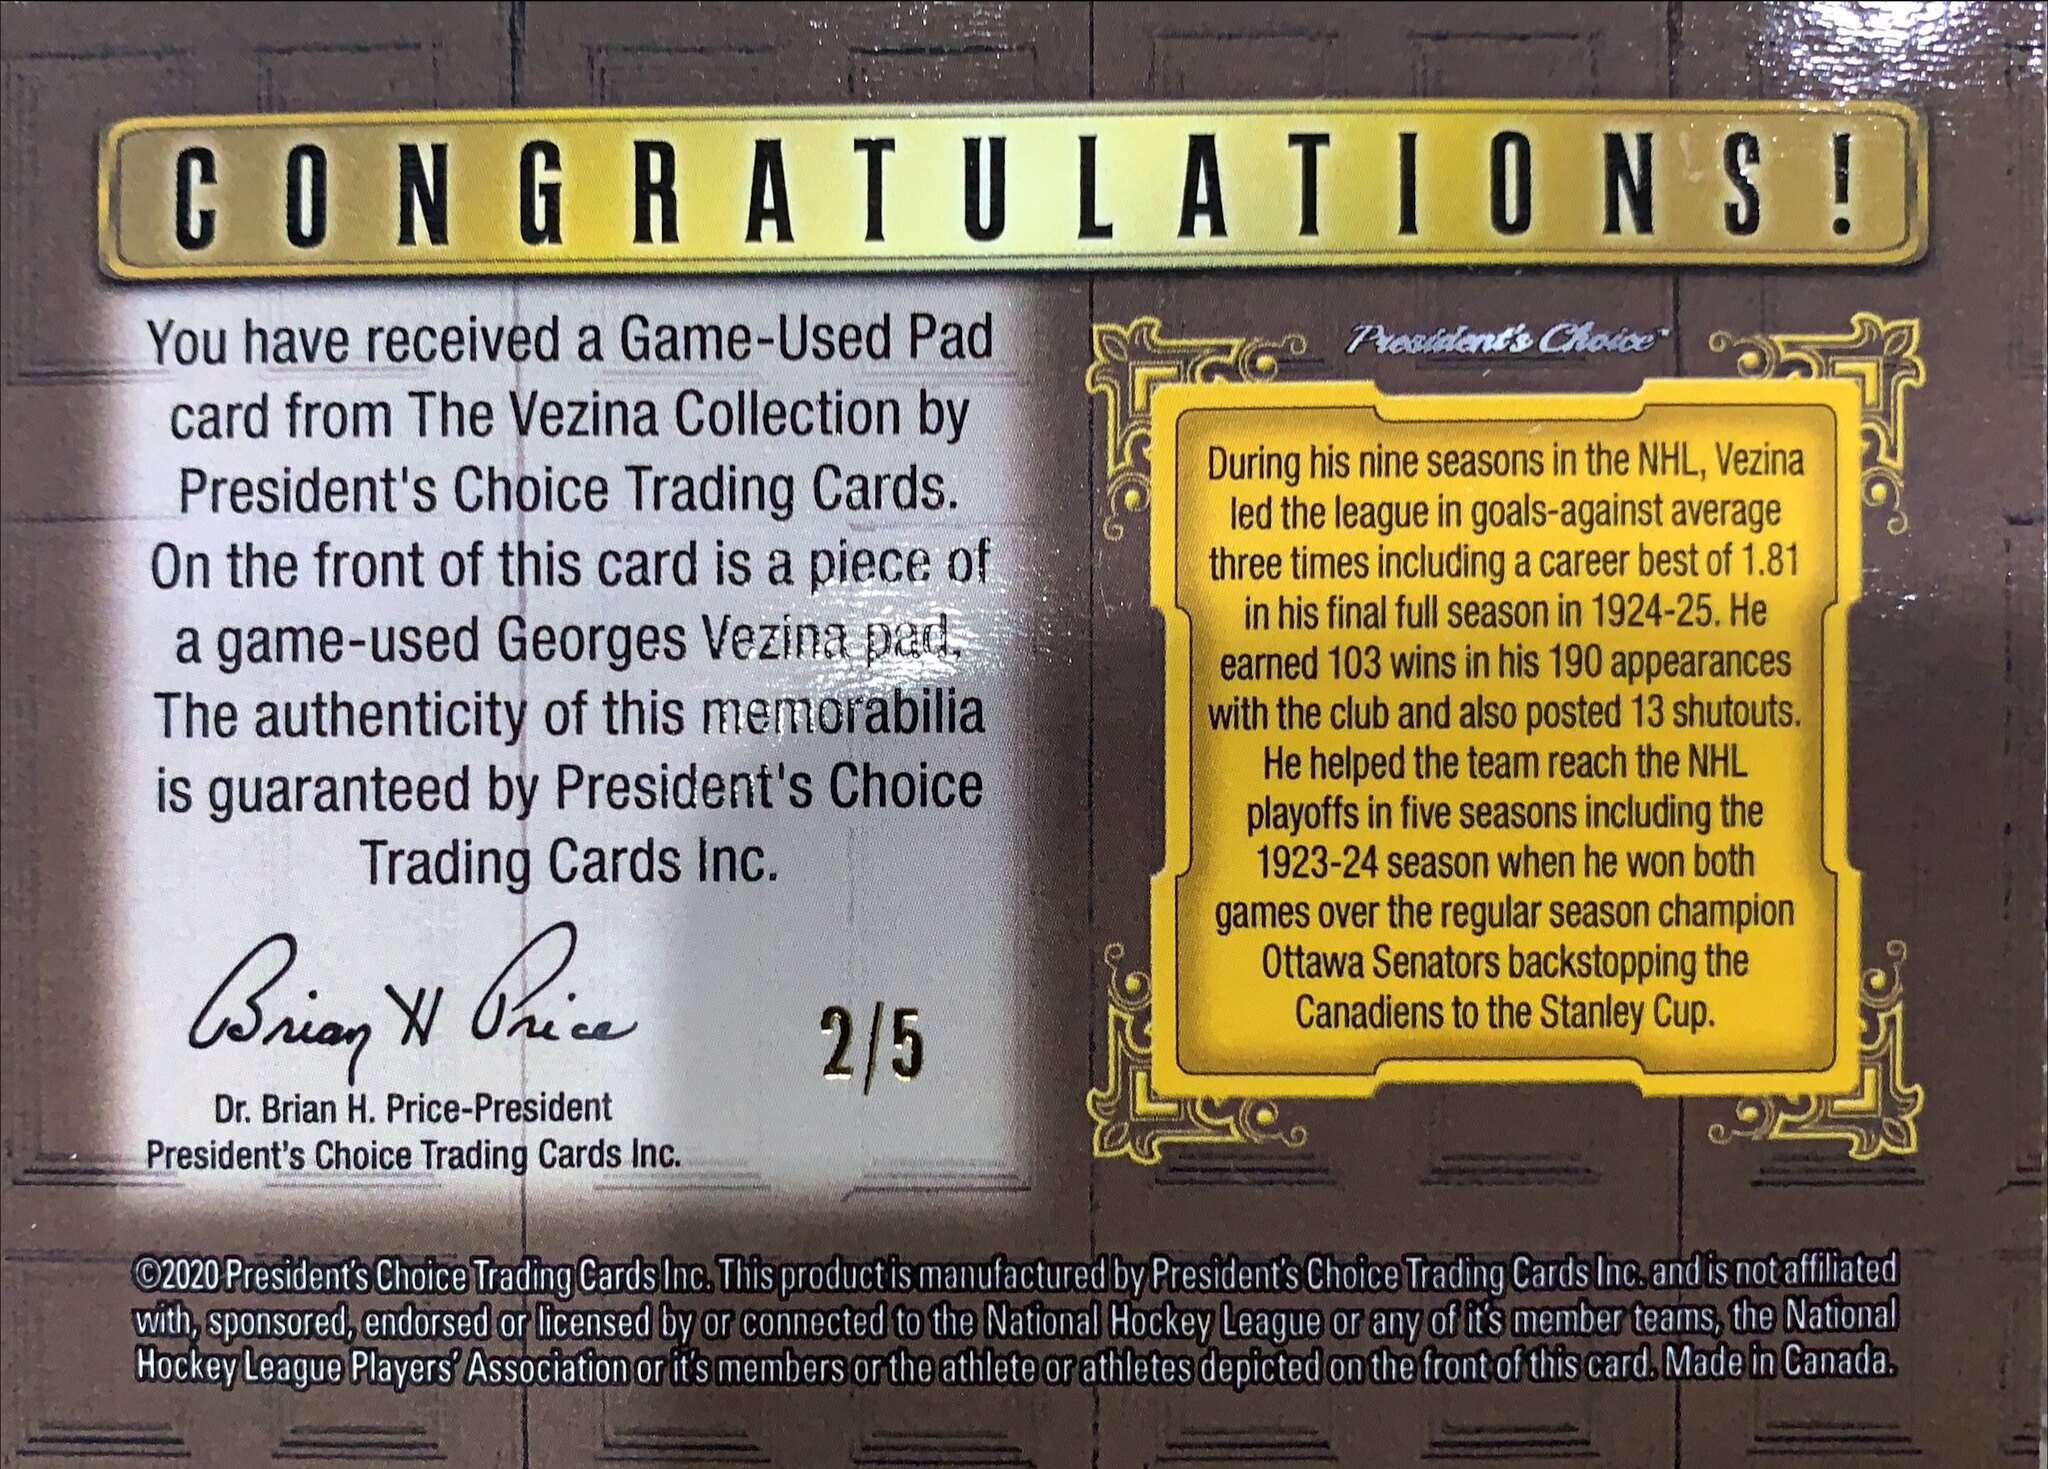 CONGRATULATIONS!
You have received a Game-Used Pad
card from The Vezina Collection by
President's Choice Trading Cards.
On the front of this card is a piece of
a game-used Georges Vezina pad.
The authenticity of this memorabilia
is guaranteed by President's Choice
Trading Cards Inc.
Brian H Price
2/5
Dr. Brian H. Price-President
President's Choice Trading Cards Inc.
President's Choice™
During his nine seasons in the NHL, Vezina
led the league in goals-against average
three times including a career best of 1.81
in his final full season in 1924-25. He
earned 103 wins in his 190 appearances
with the club and also posted 13 shutouts.
He helped the team reach the NHL
playoffs in five seasons including the
1923-24 season when he won both
games over the regular season champion
Ottawa Senators backstopping the
Canadiens to the Stanley Cup.
©2020 President's Choice Trading Cards Inc. This product is manufactured by President's Choice Trading Cards Inc. and is not affiliated
with, sponsored, endorsed or licensed by or connected to the National Hockey League or any of it's member teams, the National
Hockey League Players' Association or it's members or the athlete or athletes depicted on the front of this card. Made in Canada.